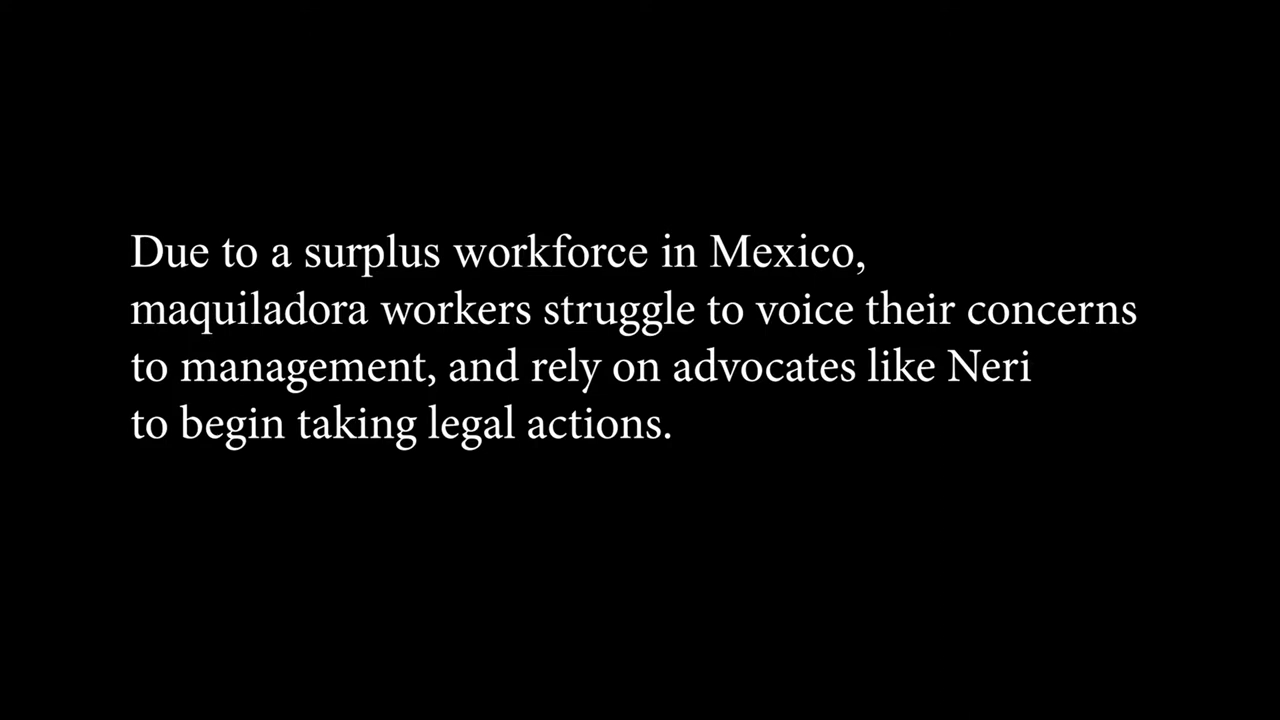 Due to a surplus workforce in Mexico,
maquiladora workers struggle to voice their concerns
to management, and rely on advocates like Neri
to begin taking legal actions.